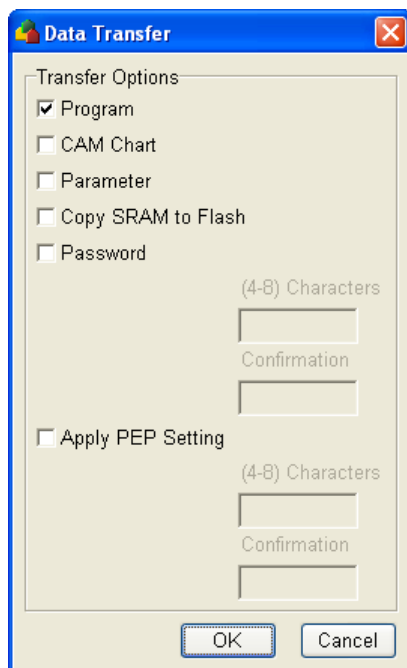 Data Transfer
Transfer Options
Program
CAM Chart
Parameter
Copy SRAM to Flash
Password
(4-8) Characters
Confirmation
Apply PEP Setting
(4-8) Characters
Confirmation
OK Cancel